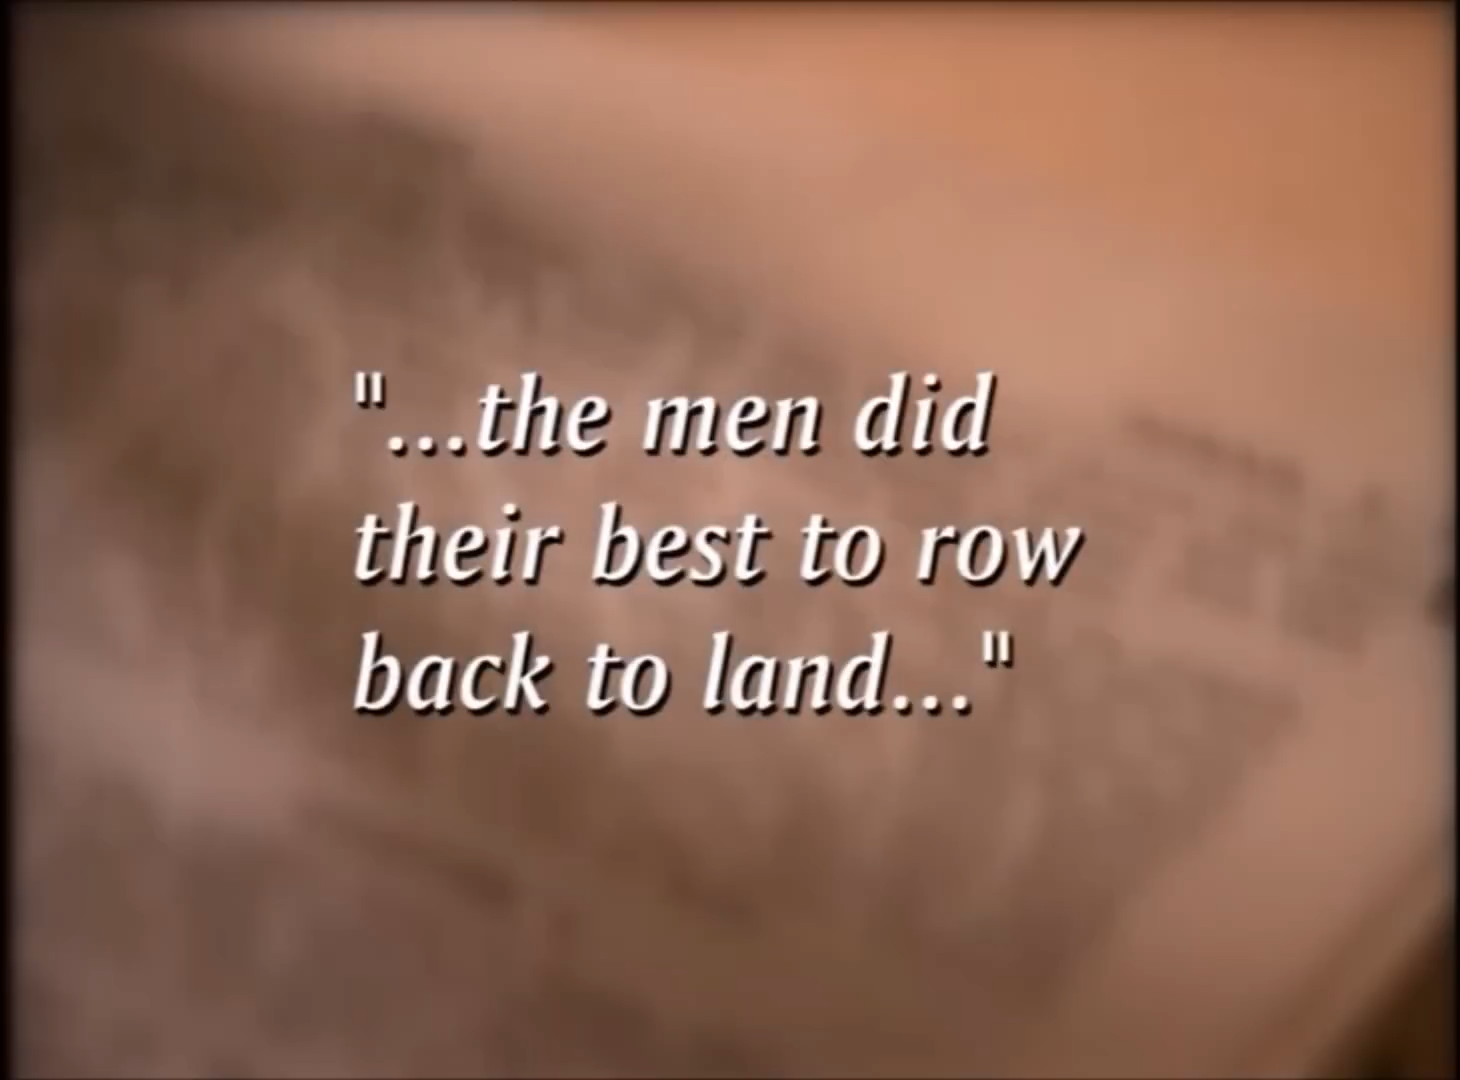 "...the men did
their best to row
back to land..."